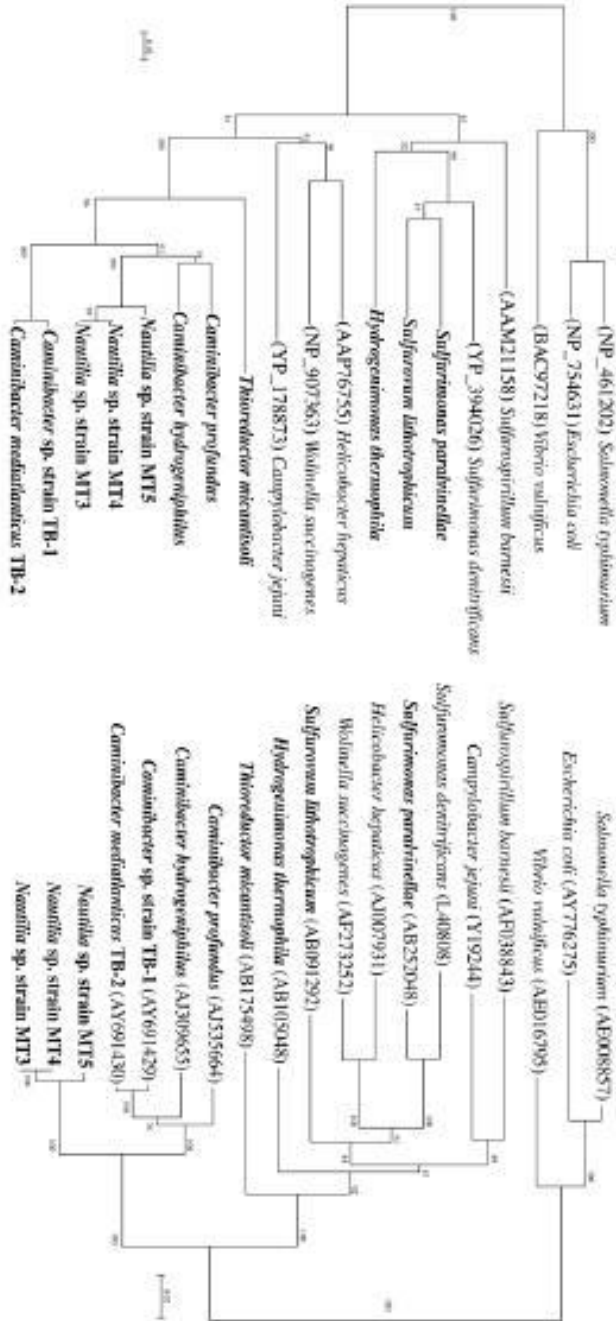 (NP_461202) Salmonella typhimurium
(NP_754631) Escherichia coli
(BAC97218) Vibrio vulnificus
(AAM21158) Sulfurospirillum barnesii
(YP_394026) Sulfurimonas denitrificans
Sulfurimonas paralvinellae
Sulfurovum lithotrophicum
Hydrogenimonas thermophila
(AAP76755) Helicobacter hepaticus
(NP_907363) Wolinella succinogenes
(YP_178873) Campylobacter jejuni
Thioreductor micantisoli
Caminibacter profundus
Caminibacter hydrogeniphilus
Nautilia sp. strain MT5
Nautilia sp. strain MT4
Nautilia sp. strain MT3
Caminibacter sp. strain TB-1
Caminibacter mediatlanticus TB-2
Salmonella typhimurium (AE008857)
Escherichia coli (AY776275)
Vibrio vulnificus (AE016795)
Sulfurospirillum barnesii (AF038843)
Campylobacter jejuni (Y19244)
Sulfuromonas denitrificans (L40808)
Sulfurimonas paralvinellae (AB252048)
Helicobacter hepaticus (AJ007931)
Wolinella succinogenes (AF273252)
Sulfurovum lithotrophicum (AB091292)
Hydrogenimonas thermophila (AB105048)
Thioreductor micantisoli (AB175498)
Caminibacter profundus (AJ535664)
Caminibacter hydrogeniphilus (AJ309655)
Caminibacter sp. strain TB-1 (AY691429)
Caminibacter mediatlanticus TB-2 (AY691430)
Nautilia sp. strain MT5
Nautilia sp. strain MT4
Nautilia sp. strain MT3